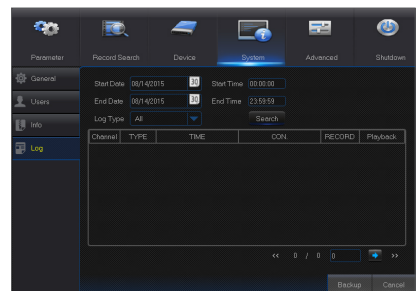 Parameter Record Search Device System Advanced Shutdown
General
Users
Info
Log
Start Date 08/14/2015 30 Start Time 00:00:00
End Date 08/14/2015 30 End Time 23:59:59
Log Type All Search
Channel TYPE TIME CON. RECORD Playback
<< 0 / 0 0 >>
Backup Cancel